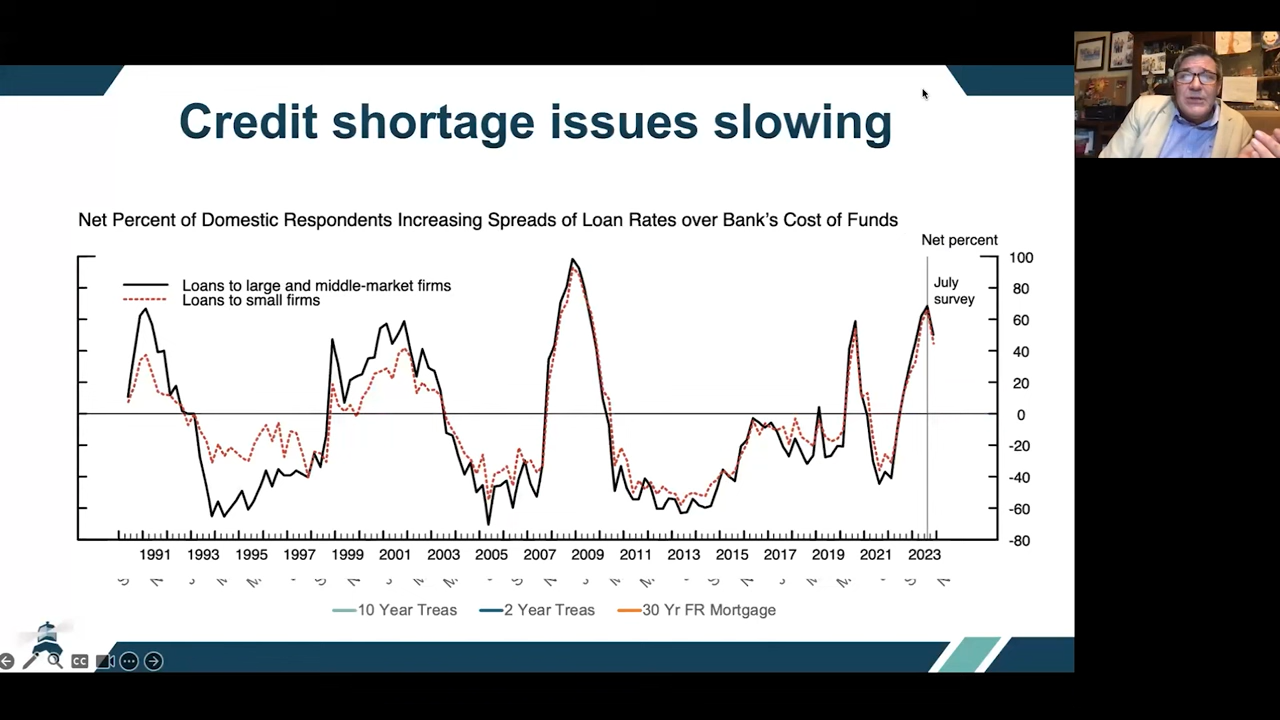 Credit shortage issues slowing
Net Percent of Domestic Respondents Increasing Spreads of Loan Rates over Bank's Cost of Funds
Net percent
Loans to large and middle-market firms
Loans to small firms
July
survey
100
80
60
40
20
0
-20
-40
-60
-80
1991 1993 1995 1997 1999 2001 2003 2005 2007 2009 2011 2013 2015 2017 2019 2021 2023
10 Year Treas 2 Year Treas 30 Yr FR Mortgage
CC